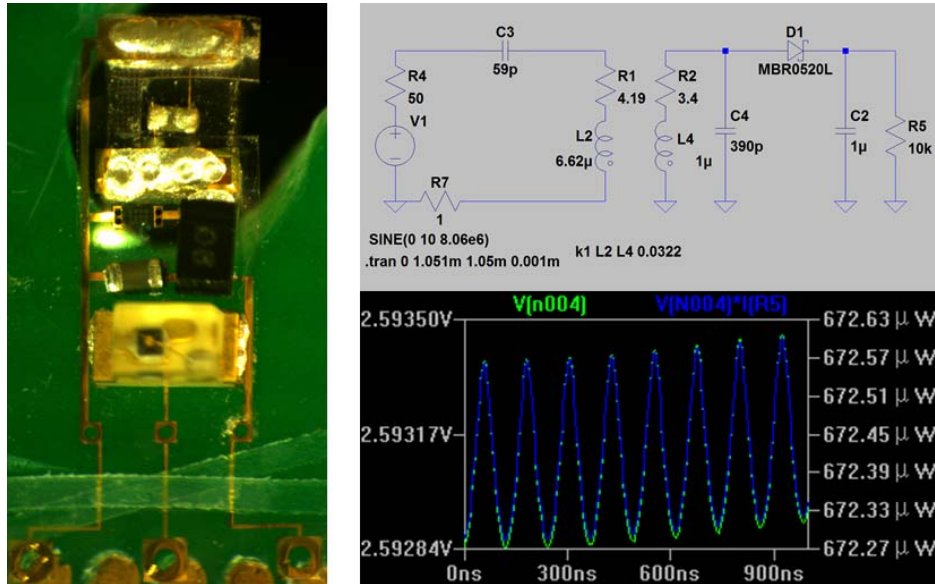 C3
59p
R4
50
V1
R1
4.19
L2
6.62µ
R7
1
R2
3.4
L4
1µ
C4
390p
D1
MBR0520L
C2
1µ
R5
10k
SINE(0 10 8.06e6)
.tran 0 1.051m 1.05m 0.001m
k1 L2 L4 0.0322
V[n004] V[N004]*I[R5]
2.59350V
2.59317V
2.59284V
672.63µW
672.57µW
672.51µW
672.45µW
672.39µW
672.33µW
672.27µW
0ns 300ns 600ns 900ns